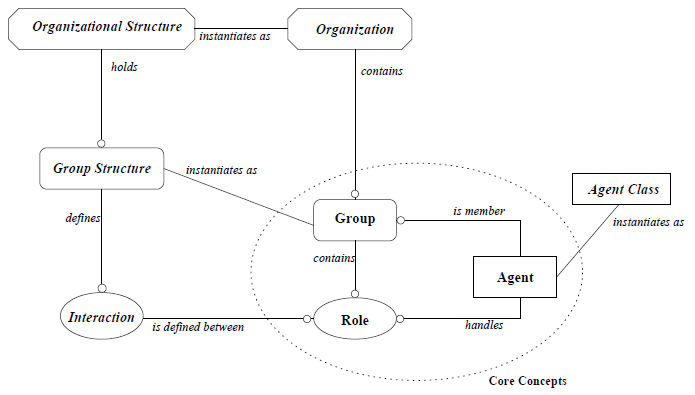 Organizational Structure
instantiates as
Organization
holds
contains
Group Structure
instantiates as
Agent Class
Group
is member
instantiates as
defines
contains
Agent
Interaction
is defined between
Role
handles
Core Concepts